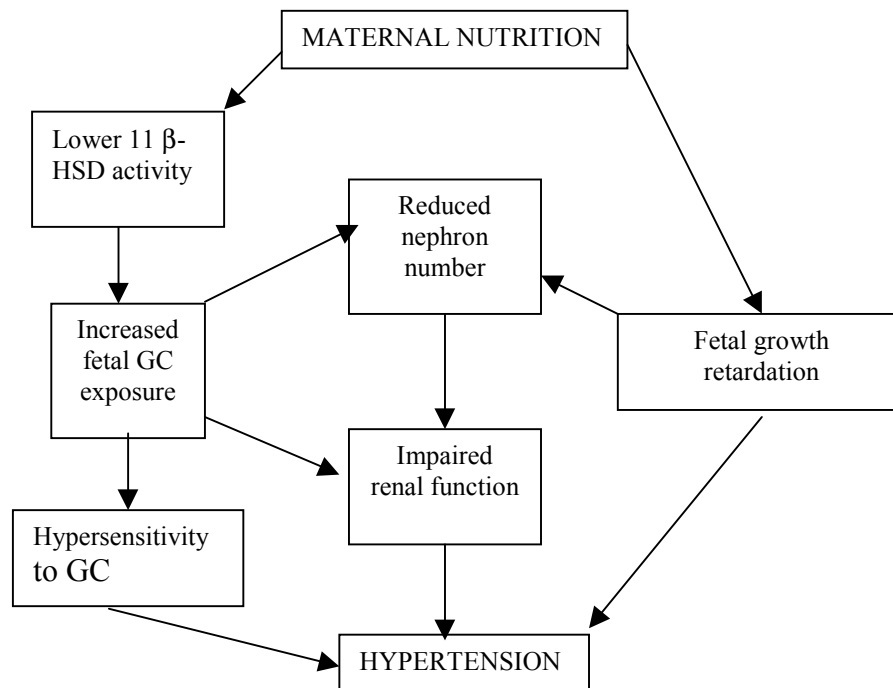 MATERNAL NUTRITION
Lower 11 β-
HSD activity
Reduced
nephron
number
Increased
fetal GC
exposure
Fetal growth
retardation
Impaired
renal function
Hypersensitivity
to GC
HYPERTENSION